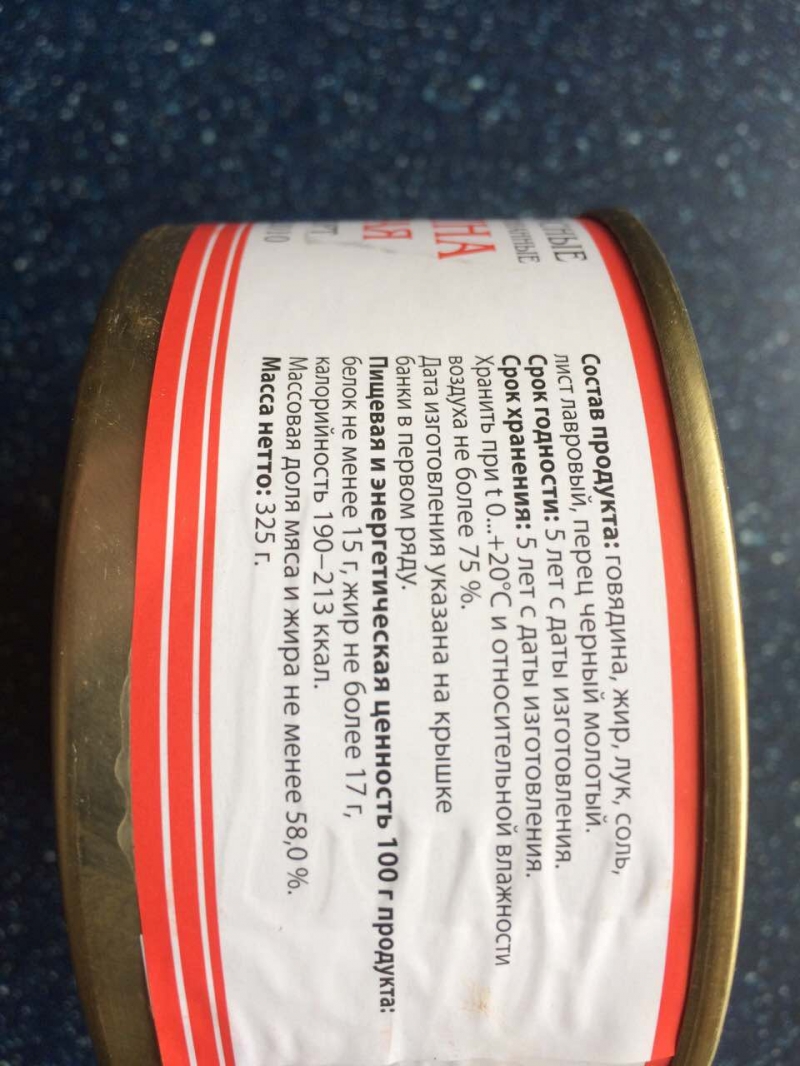 Состав продукта: говядина, жир, лук, соль,
лист лавровый, перец черный молотый.
Срок годности: 5 лет с даты изготовления.
Срок хранения: 5 лет с даты изготовления.
Хранить при t 0...+20°С и относительной влажности
воздуха не более 75 %.
Дата изготовления указана на крышке
банки в первом ряду.
Пищевая и энергетическая ценность 100 г продукта:
белок не менее 15 г, жир не более 17 г,
калорийность 190–213 ккал.
Массовая доля мяса и жира не менее 58,0 %.
Масса нетто: 325 г.